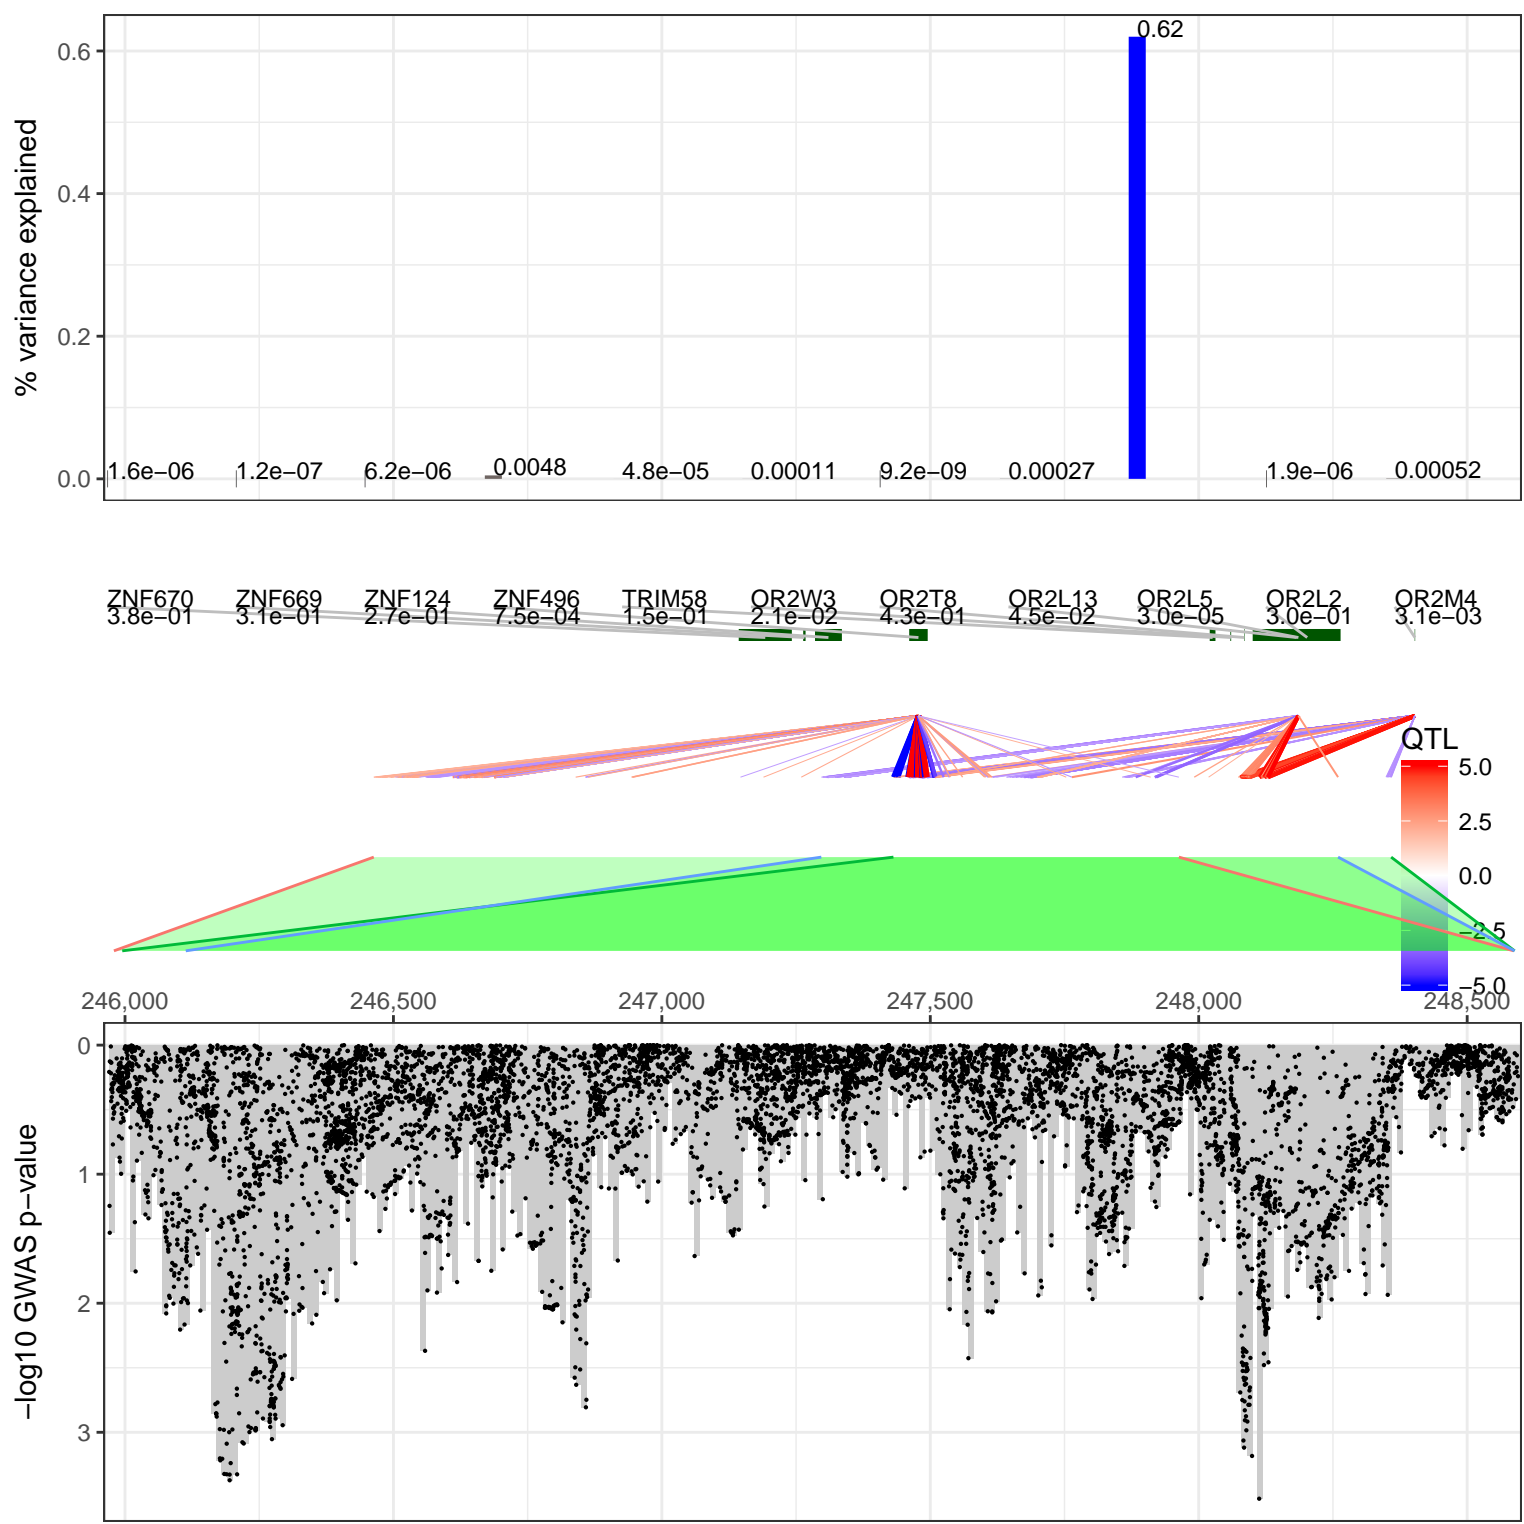 % variance explained
0.6
0.4
0.2
0.0
0.62
1.6e−06 1.2e−07 6.2e−06 0.0048 4.8e−05 0.00011 9.2e−09 0.00027 1.9e−06 0.00052
ZNF670 ZNF669 ZNF124 ZNF496 TRIM58 OR2W3 OR2T8 OR2L13 OR2L5 OR2L2 OR2M4
3.8e−01 3.1e−01 2.7e−01 7.5e−04 1.5e−01 2.1e−02 4.3e−01 4.5e−02 3.0e−05 3.0e−01 3.1e−03
QTL
5.0
2.5
0.0
−2.5
−5.0
246,000 246,500 247,000 247,500 248,000 248,500
−log10 GWAS p−value
0
1
2
3